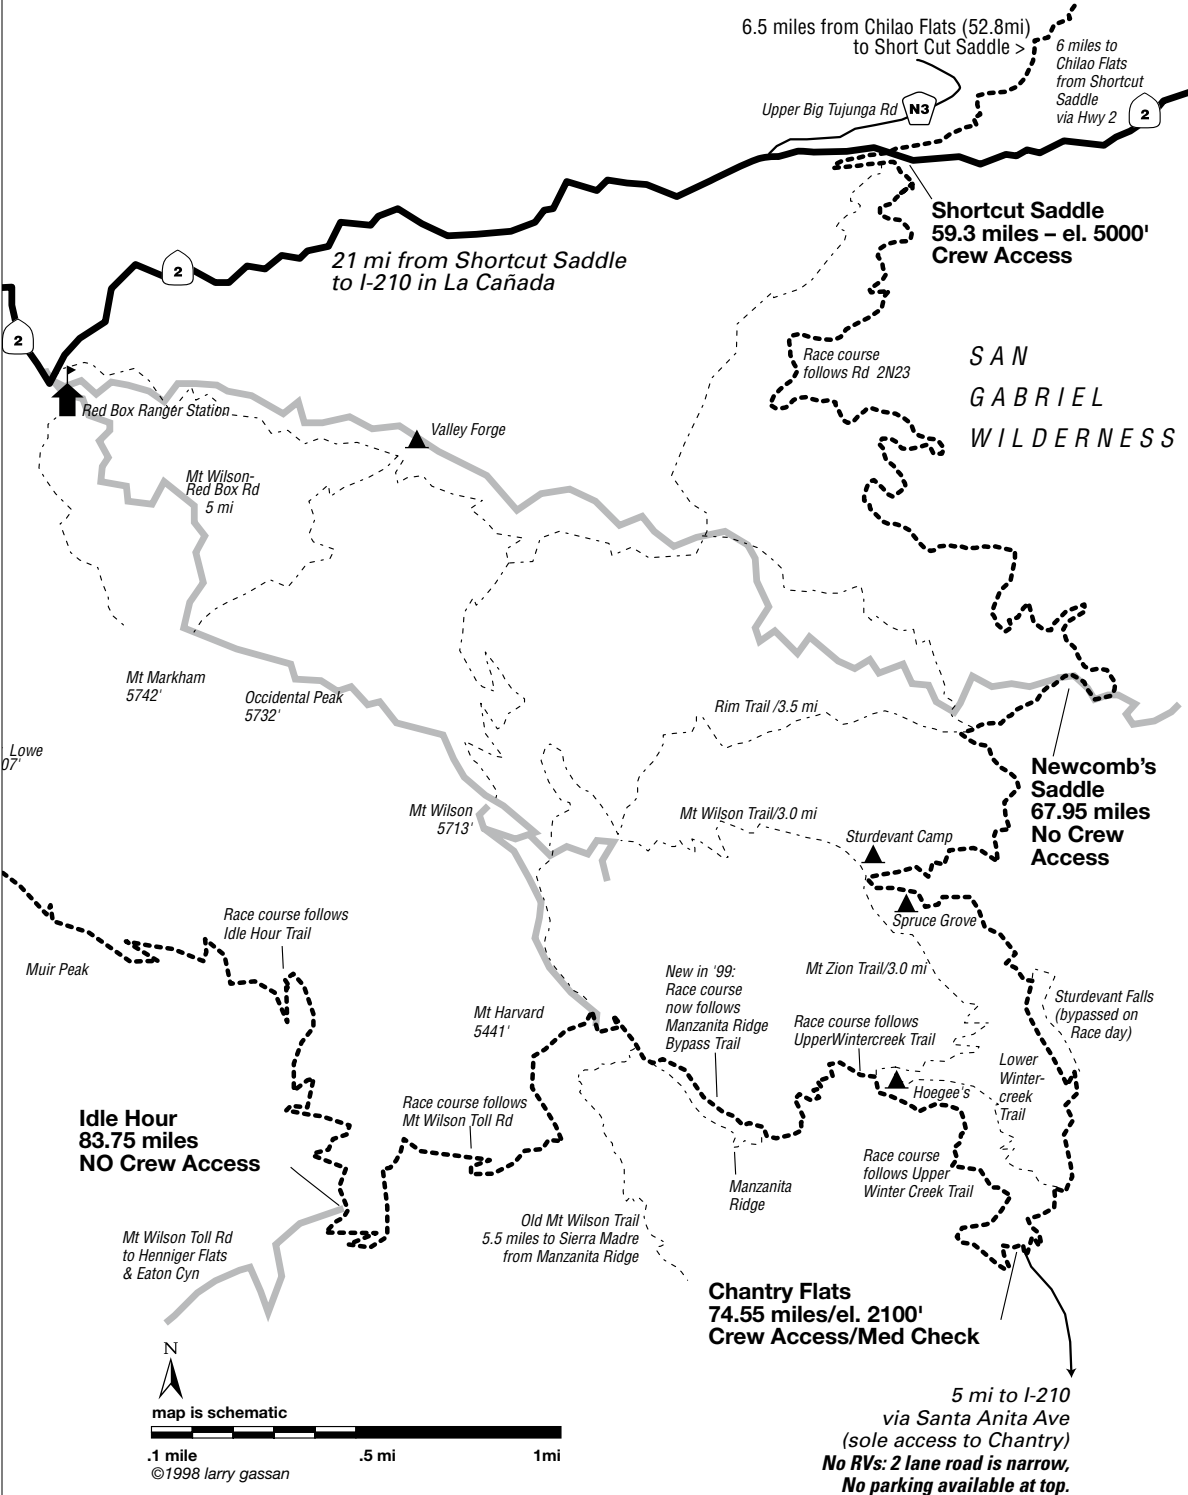 6.5 miles from Chilao Flats (52.8mi)
to Short Cut Saddle >
6 miles to
Chilao Flats
from Shortcut
Saddle
via Hwy 2
Upper Big Tujunga Rd
N3
2
Shortcut Saddle
59.3 miles – el. 5000'
Crew Access
2
21 mi from Shortcut Saddle
to I-210 in La Cañada
2
Race course
follows Rd 2N23
SAN
GABRIEL
WILDERNESS
Red Box Ranger Station
Valley Forge
Mt Wilson-
Red Box Rd
5 mi
Mt Markham
5742'
Occidental Peak
5732'
Rim Trail /3.5 mi
Lowe
07'
Newcomb's
Saddle
67.95 miles
No Crew
Access
Mt Wilson
5713'
Mt Wilson Trail/3.0 mi
Sturdevant Camp
Spruce Grove
Race course follows
Idle Hour Trail
Muir Peak
Mt Zion Trail/3.0 mi
New in '99:
Race course
now follows
Manzanita Ridge
Bypass Trail
Sturdevant Falls
(bypassed on
Race day)
Mt Harvard
5441'
Race course follows
UpperWintercreek Trail
Lower
Winter-
creek
Trail
Hoegee's
Race course follows
Mt Wilson Toll Rd
Idle Hour
83.75 miles
NO Crew Access
Race course
follows Upper
Winter Creek Trail
Manzanita
Ridge
Old Mt Wilson Trail
5.5 miles to Sierra Madre
from Manzanita Ridge
Mt Wilson Toll Rd
to Henniger Flats
& Eaton Cyn
Chantry Flats
74.55 miles/el. 2100'
Crew Access/Med Check
N
map is schematic
.1 mile .5 mi 1mi
©1998 larry gassan
5 mi to I-210
via Santa Anita Ave
(sole access to Chantry)
No RVs: 2 lane road is narrow,
No parking available at top.